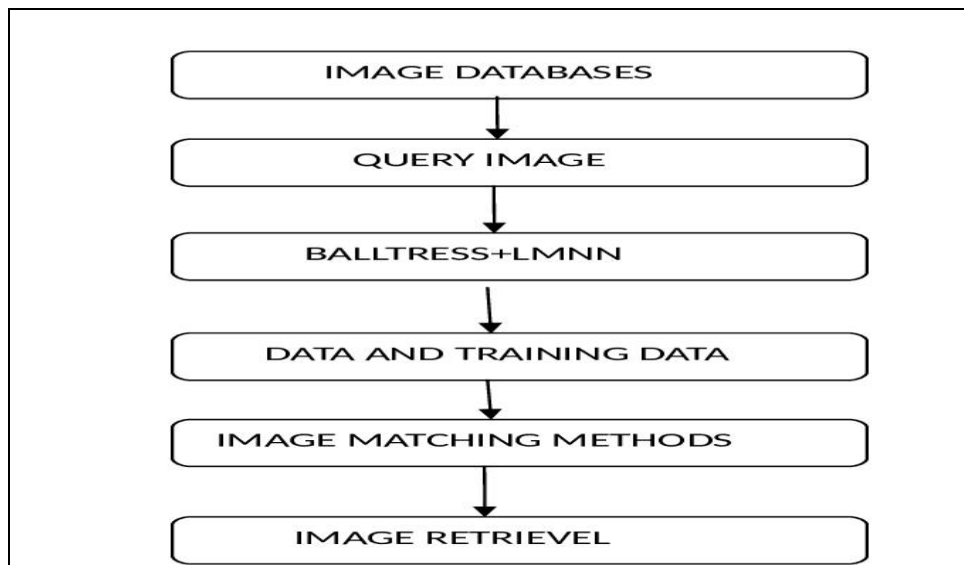 IMAGE DATABASES
QUERY IMAGE
BALLTRESS+LMNN
DATA AND TRAINING DATA
IMAGE MATCHING METHODS
IMAGE RETRIEVEL